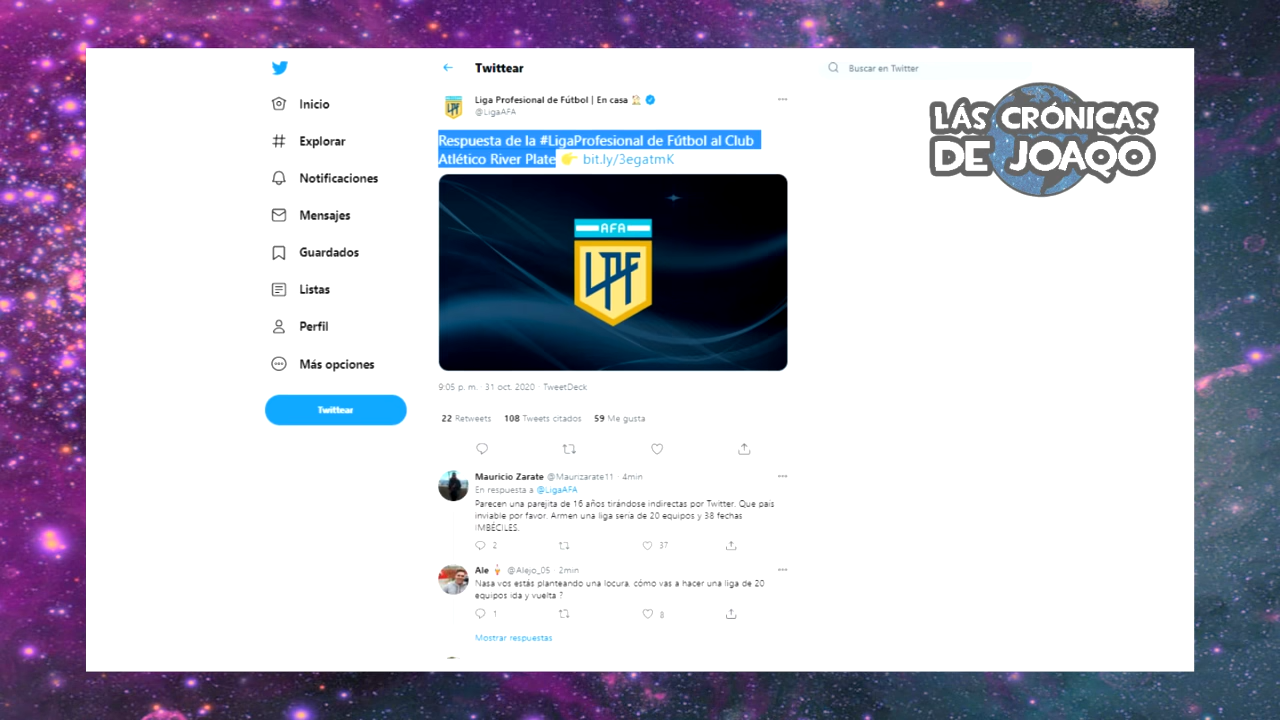 Twittear
Buscar en Twitter
LÁS CRÓNICAS
DE JOAQO
Inicio
Explorar
Notificaciones
Mensajes
Guardados
Listas
Perfil
Más opciones
Twittear
Liga Profesional de Fútbol | En casa
@LigaAFA
Respuesta de la #LigaProfesional de Fútbol al Club
Atlético River Plate 👉 bit.ly/3egatmK
AFA
LPF
9:05 p. m. · 31 oct. 2020 · TweetDeck
22 Retweets 108 Tweets citados 59 Me gusta
Mauricio Zarate @Maurizarate11 · 4min
En respuesta a @LigaAFA
Parecen una parejita de 16 años tirándose indirectas por Twitter. Que pais
inviable por favor. Armen una liga seria de 20 equipos y 38 fechas
IMBÉCILES.
2 37
Ale @Alejo_05 · 2min
Nasa vos estás planteando una locura, cómo vas a hacer una liga de 20
equipos ida y vuelta ?
1 8
Mostrar respuestas